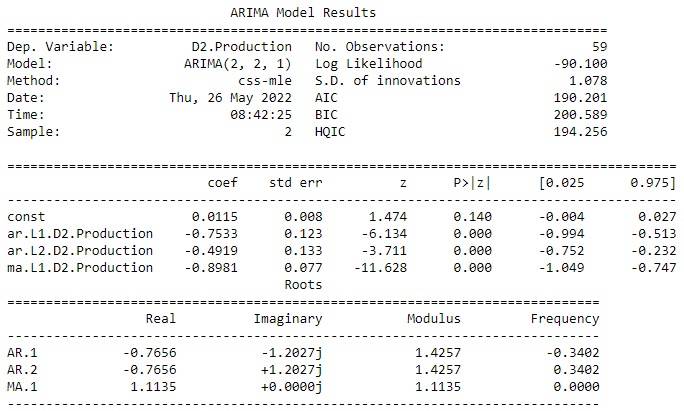 ARIMA Model Results
==============================================================================
Dep. Variable:          D2.Production   No. Observations:                   59
Model:                 ARIMA(2, 2, 1)   Log Likelihood                 -90.100
Method:                       css-mle   S.D. of innovations              1.078
Date:                Thu, 26 May 2022   AIC                            190.201
Time:                        08:42:25   BIC                            200.589
Sample:                             2   HQIC                           194.256

=======================================================================================
                          coef    std err          z      P>|z|      [0.025      0.975]
---------------------------------------------------------------------------------------
const                   0.0115      0.008      1.474      0.140      -0.004       0.027
ar.L1.D2.Production    -0.7533      0.123     -6.134      0.000      -0.994      -0.513
ar.L2.D2.Production    -0.4919      0.133     -3.711      0.000      -0.752      -0.232
ma.L1.D2.Production    -0.8981      0.077    -11.628      0.000      -1.049      -0.747
                                    Roots
=============================================================================
                  Real          Imaginary           Modulus         Frequency
-----------------------------------------------------------------------------
AR.1           -0.7656           -1.2027j            1.4257           -0.3402
AR.2           -0.7656           +1.2027j            1.4257            0.3402
MA.1            1.1135           +0.0000j            1.1135            0.0000
-----------------------------------------------------------------------------